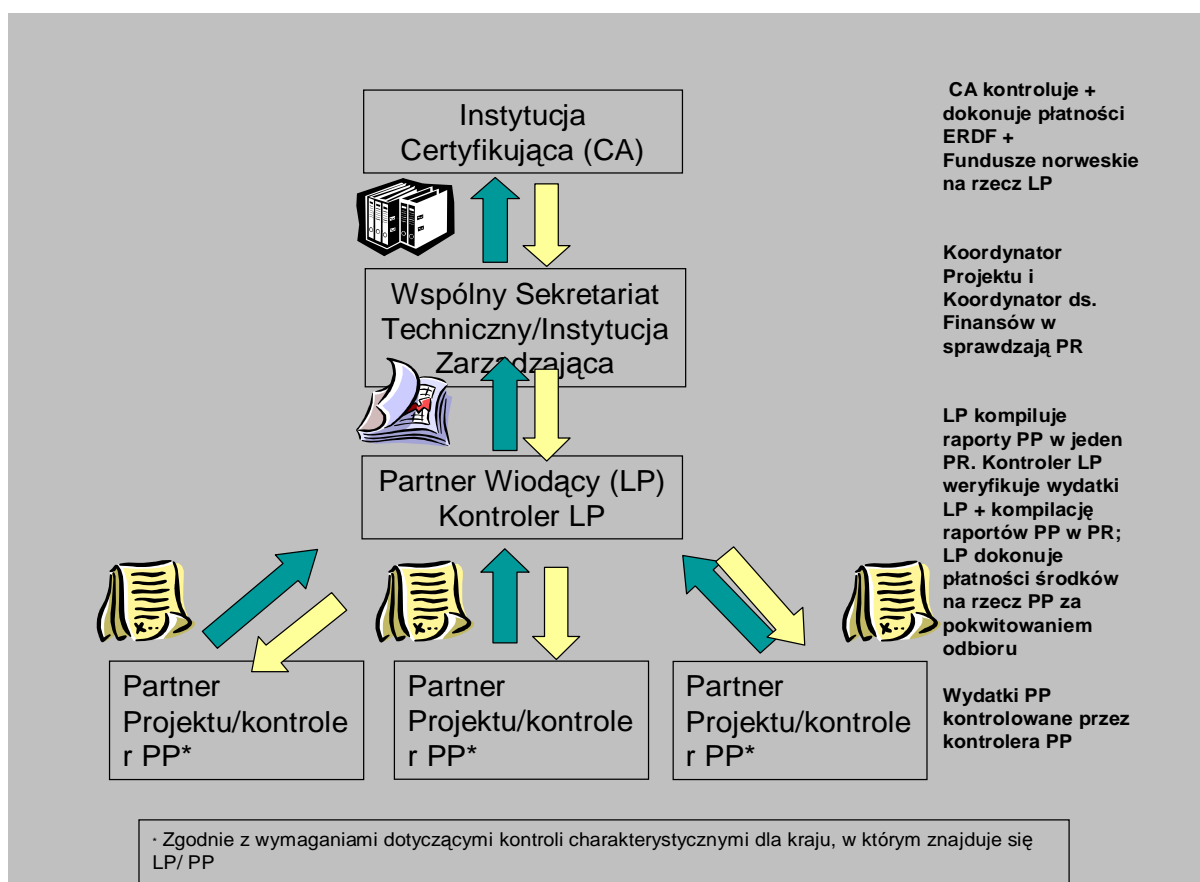 Instytucja
Certyfikująca (CA)
CA kontroluje +
dokonuje płatności
ERDF +
Fundusze norweskie
na rzecz LP
Wspólny Sekretariat
Techniczny/Instytucja
Zarządzająca
Koordynator
Projektu i
Koordynator ds.
Finansów w
sprawdzają PR
Partner Wiodący (LP)
Kontroler LP
LP kompiluje
raporty PP w jeden
PR. Kontroler LP
weryfikuje wydatki
LP + kompilację
raportów PP w PR;
LP dokonuje
płatności środków
na rzecz PP za
pokwitowaniem
odbioru
Partner
Projektu/kontrole
r PP*
Partner
Projektu/kontrole
r PP*
Partner
Projektu/kontrole
r PP*
Wydatki PP
kontrolowane przez
kontrolera PP
* Zgodnie z wymaganiami dotyczącymi kontroli charakterystycznymi dla kraju, w którym znajduje się
LP/ PP